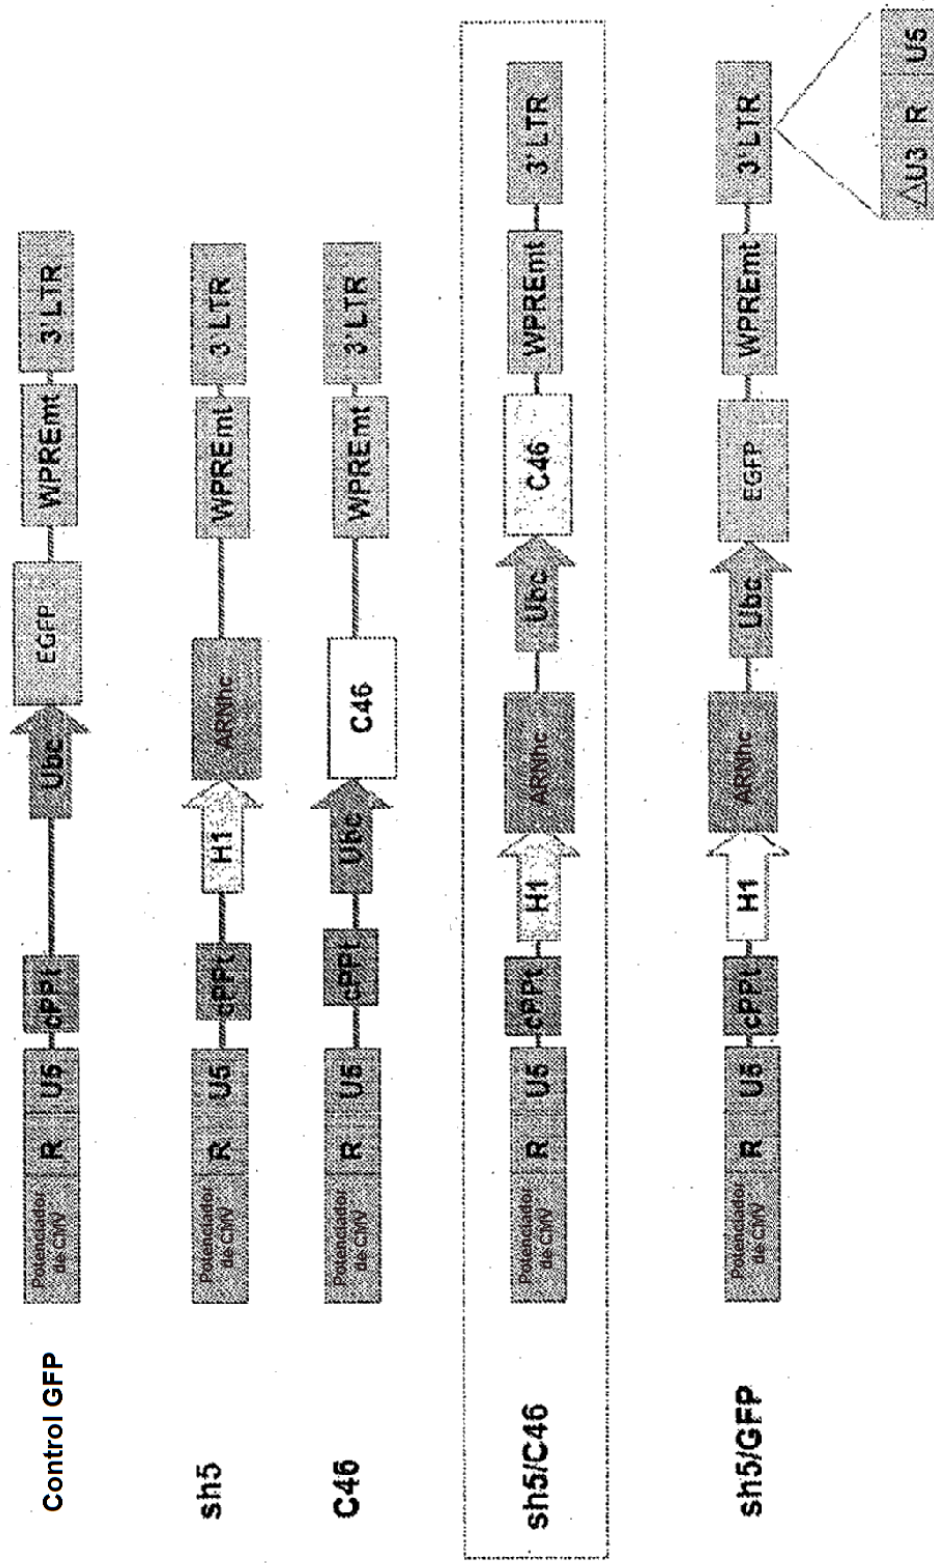 Control GFP
Potenciador
de CMV
R
U5
cPPt
Ubc
EGFP
WPREmt
3'LTR
sh5
Potenciador
de CMV
R
U5
cPPt
H1
ARNhc
WPREmt
3'LTR
C46
Potenciador
de CMV
R
U5
cPPt
Ubc
C46
WPREmt
3'LTR
sh5/C46
Potenciador
de CMV
R
U5
cPPt
H1
ARNhc
Ubc
C46
WPREmt
3'LTR
sh5/GFP
Potenciador
de CMV
R
U5
cPPt
H1
ARNhc
Ubc
EGFP
WPREmt
3'LTR
△U3
R
U5